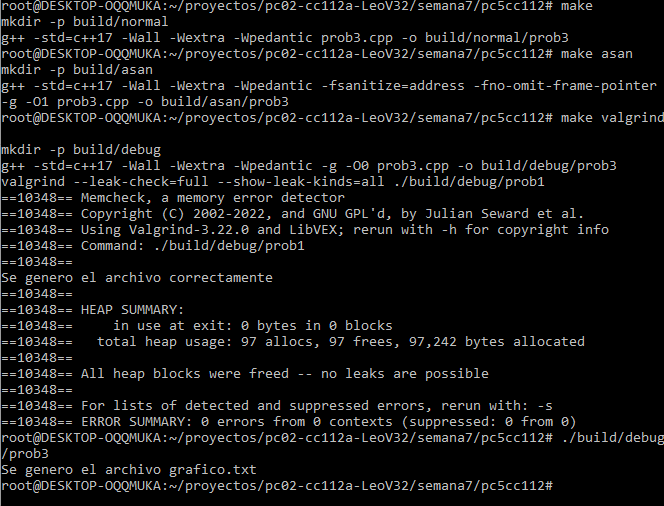 root@DESKTOP-OQQMUKA:~/proyectos/pc02-cc112a-LeoV32/semana7/pc5cc112# make
mkdir -p build/normal
g++ -std=c++17 -Wall -Wextra -Wpedantic prob3.cpp -o build/normal/prob3
root@DESKTOP-OQQMUKA:~/proyectos/pc02-cc112a-LeoV32/semana7/pc5cc112# make asan
mkdir -p build/asan
g++ -std=c++17 -Wall -Wextra -Wpedantic -fsanitize=address -fno-omit-frame-pointer
-g -O1 prob3.cpp -o build/asan/prob3
root@DESKTOP-OQQMUKA:~/proyectos/pc02-cc112a-LeoV32/semana7/pc5cc112# make valgrind
mkdir -p build/debug
g++ -std=c++17 -Wall -Wextra -Wpedantic -g -O0 prob3.cpp -o build/debug/prob3
valgrind --leak-check=full --show-leak-kinds=all ./build/debug/prob1
==10348== Memcheck, a memory error detector
==10348== Copyright (C) 2002-2022, and GNU GPL'd, by Julian Seward et al.
==10348== Using Valgrind-3.22.0 and LibVEX; rerun with -h for copyright info
==10348== Command: ./build/debug/prob1
==10348==
Se genero el archivo correctamente
==10348==
==10348== HEAP SUMMARY:
==10348==     in use at exit: 0 bytes in 0 blocks
==10348==   total heap usage: 97 allocs, 97 frees, 97,242 bytes allocated
==10348==
==10348== All heap blocks were freed -- no leaks are possible
==10348==
==10348== For lists of detected and suppressed errors, rerun with: -s
==10348== ERROR SUMMARY: 0 errors from 0 contexts (suppressed: 0 from 0)
root@DESKTOP-OQQMUKA:~/proyectos/pc02-cc112a-LeoV32/semana7/pc5cc112# ./build/debug
/prob3
Se genero el archivo grafico.txt
root@DESKTOP-OQQMUKA:~/proyectos/pc02-cc112a-LeoV32/semana7/pc5cc112#